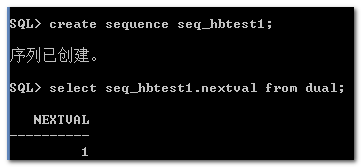 SQL> create sequence seq_hbtest1;
序列已创建。
SQL> select seq_hbtest1.nextval from dual;
NEXTVAL
----------
1